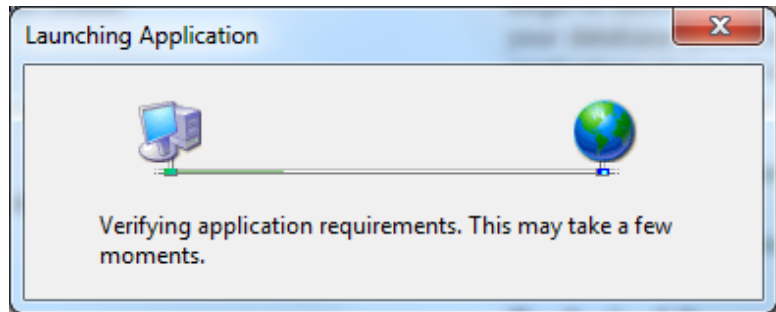 Launching Application
Verifying application requirements. This may take a few
moments.